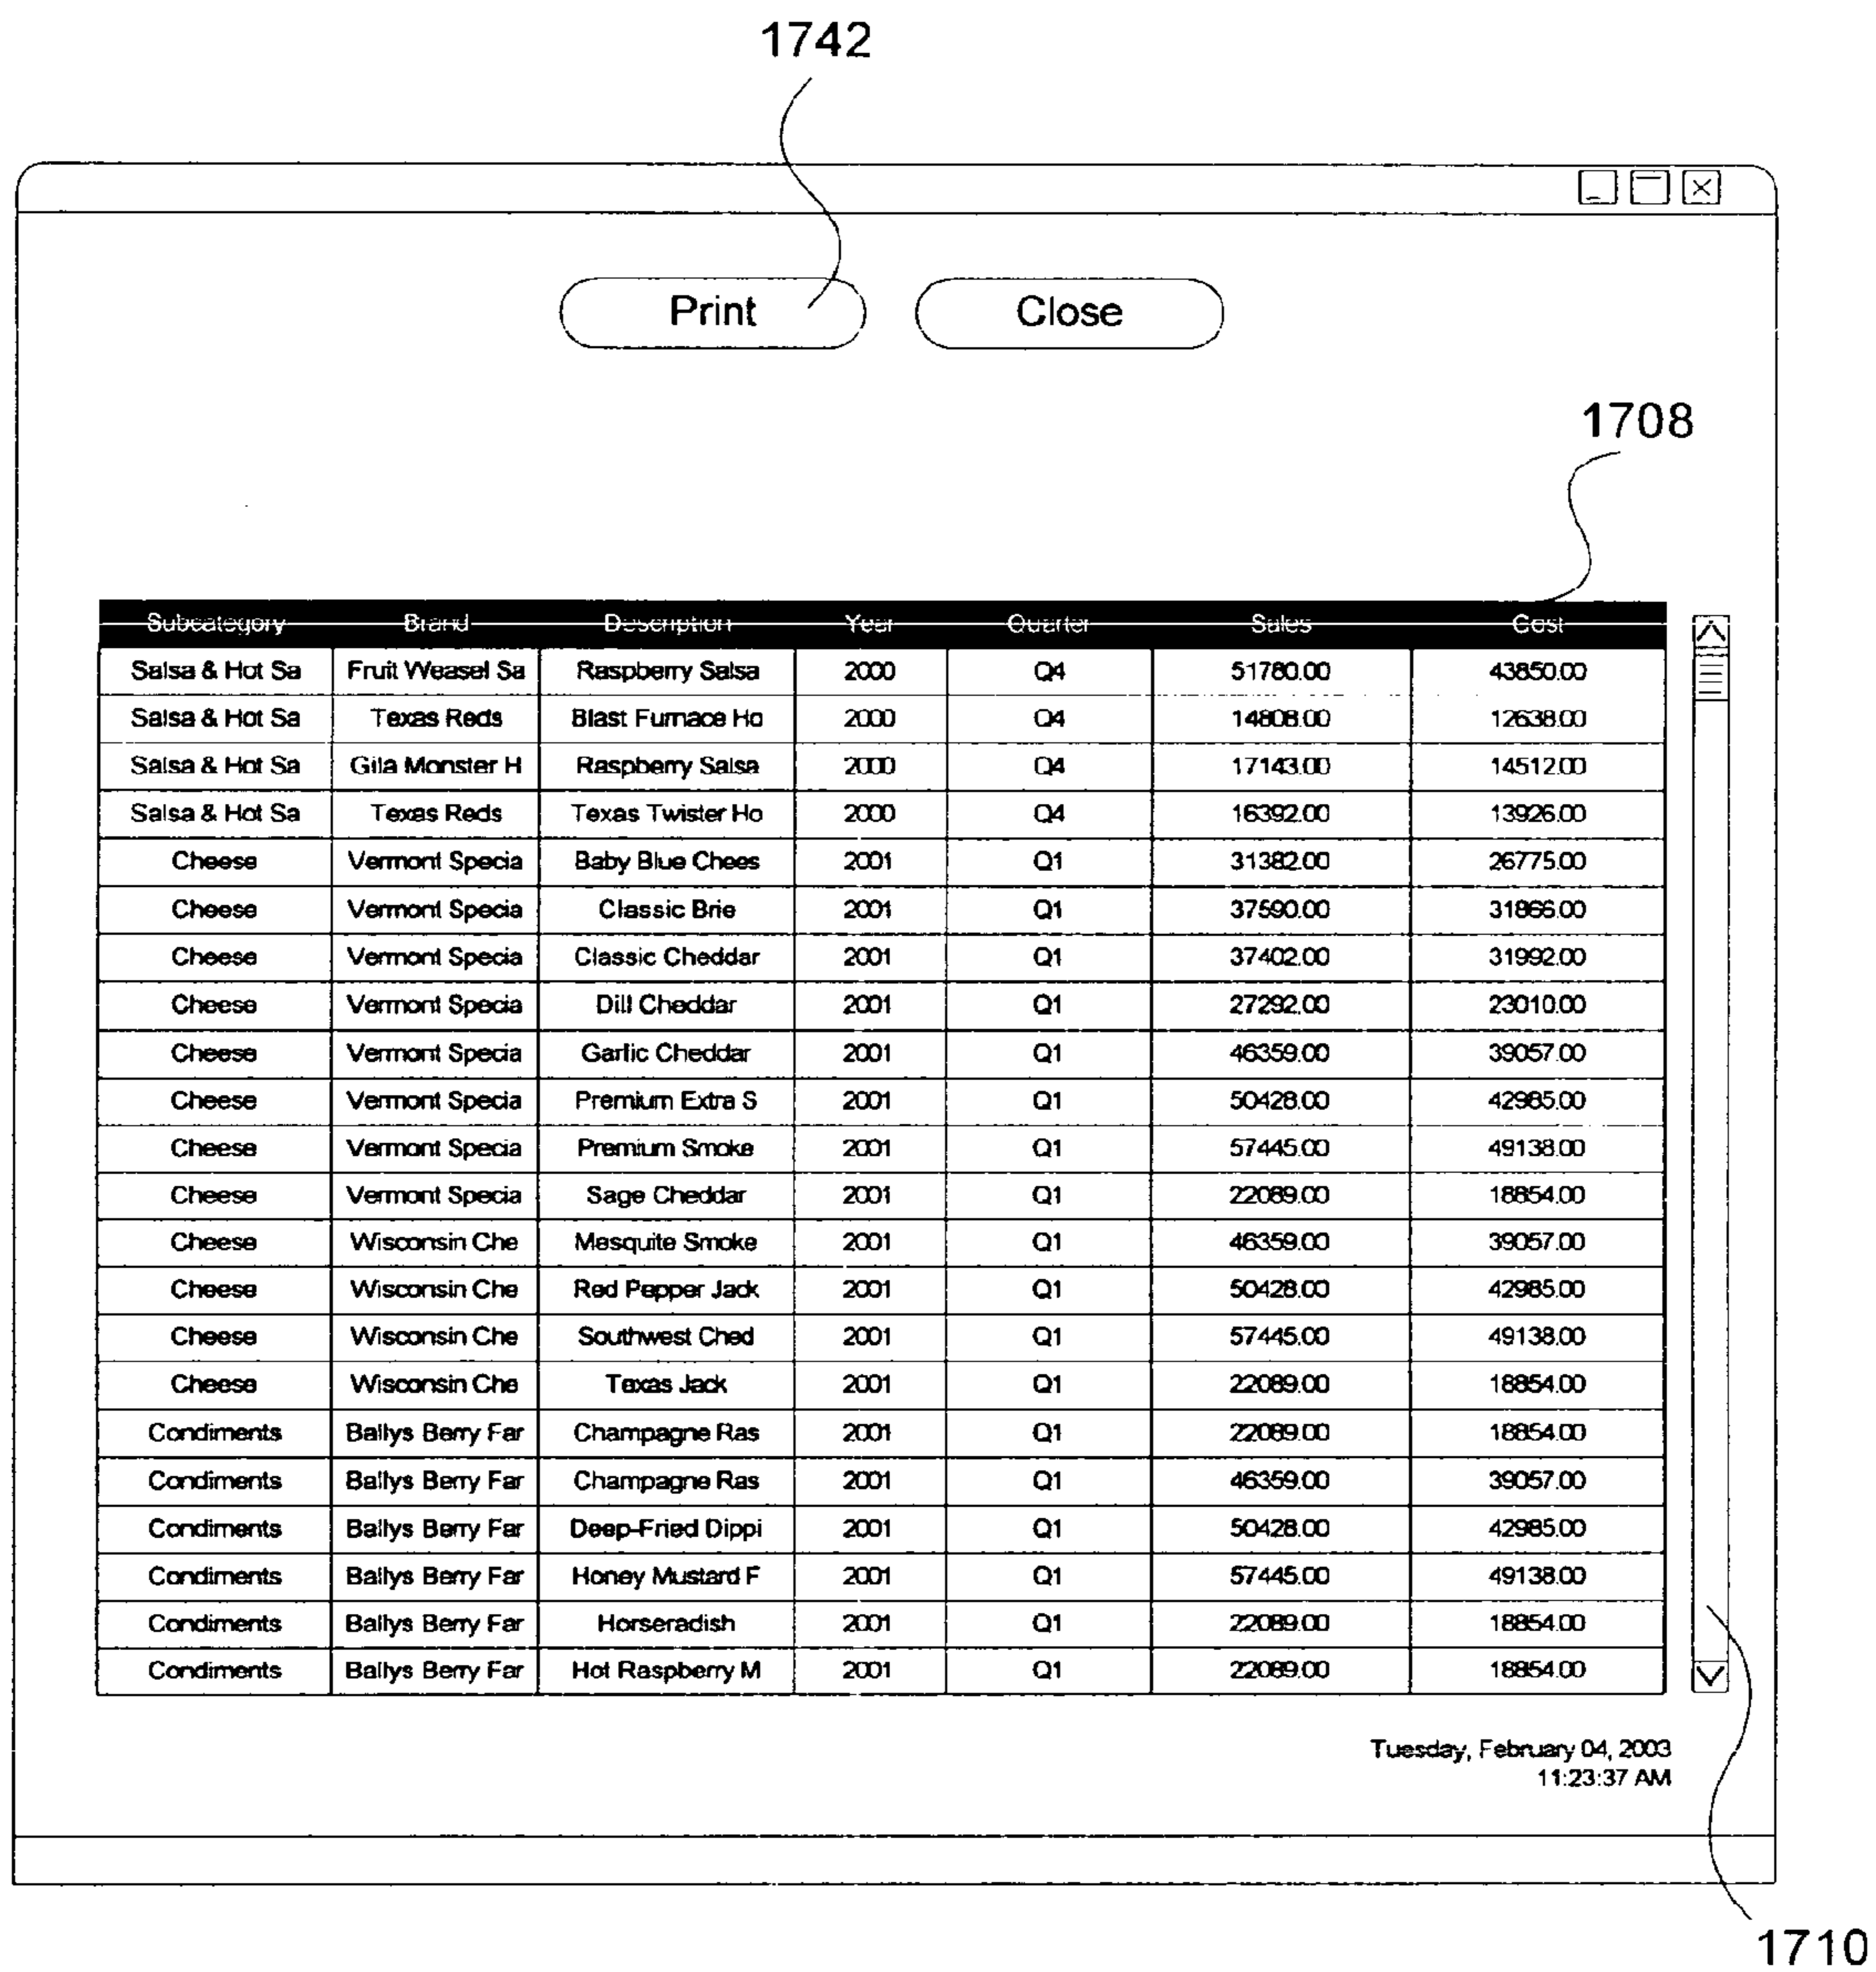 1742
Print Close
1708
Subcategory Brand Description Year Quarter Sales Cost
Salsa & Hot Sa Fruit Weasel Sa Raspberry Salsa 2000 Q4 51780.00 43850.00
Salsa & Hot Sa Texas Reds Blast Furnace Ho 2000 Q4 14808.00 12638.00
Salsa & Hot Sa Gila Monster H Raspberry Salsa 2000 Q4 17143.00 14512.00
Salsa & Hot Sa Texas Reds Texas Twister Ho 2000 Q4 16392.00 13926.00
Cheese Vermont Specia Baby Blue Chees 2001 Q1 31382.00 26775.00
Cheese Vermont Specia Classic Brie 2001 Q1 37590.00 31866.00
Cheese Vermont Specia Classic Cheddar 2001 Q1 37402.00 31992.00
Cheese Vermont Specia Dill Cheddar 2001 Q1 27292.00 23010.00
Cheese Vermont Specia Garlic Cheddar 2001 Q1 46359.00 39057.00
Cheese Vermont Specia Premium Extra S 2001 Q1 50428.00 42985.00
Cheese Vermont Specia Premium Smoke 2001 Q1 57445.00 49138.00
Cheese Vermont Specia Sage Cheddar 2001 Q1 22089.00 18854.00
Cheese Wisconsin Che Mesquite Smoke 2001 Q1 46359.00 39057.00
Cheese Wisconsin Che Red Pepper Jack 2001 Q1 50428.00 42985.00
Cheese Wisconsin Che Southwest Ched 2001 Q1 57445.00 49138.00
Cheese Wisconsin Che Texas Jack 2001 Q1 22089.00 18854.00
Condiments Ballys Berry Far Champagne Ras 2001 Q1 22089.00 18854.00
Condiments Ballys Berry Far Champagne Ras 2001 Q1 46359.00 39057.00
Condiments Ballys Berry Far Deep-Fried Dippi 2001 Q1 50428.00 42985.00
Condiments Ballys Berry Far Honey Mustard F 2001 Q1 57445.00 49138.00
Condiments Ballys Berry Far Horseradish 2001 Q1 22089.00 18854.00
Condiments Ballys Berry Far Hot Raspberry M 2001 Q1 22089.00 18854.00
Tuesday, February 04, 2003
11:23:37 AM
1710